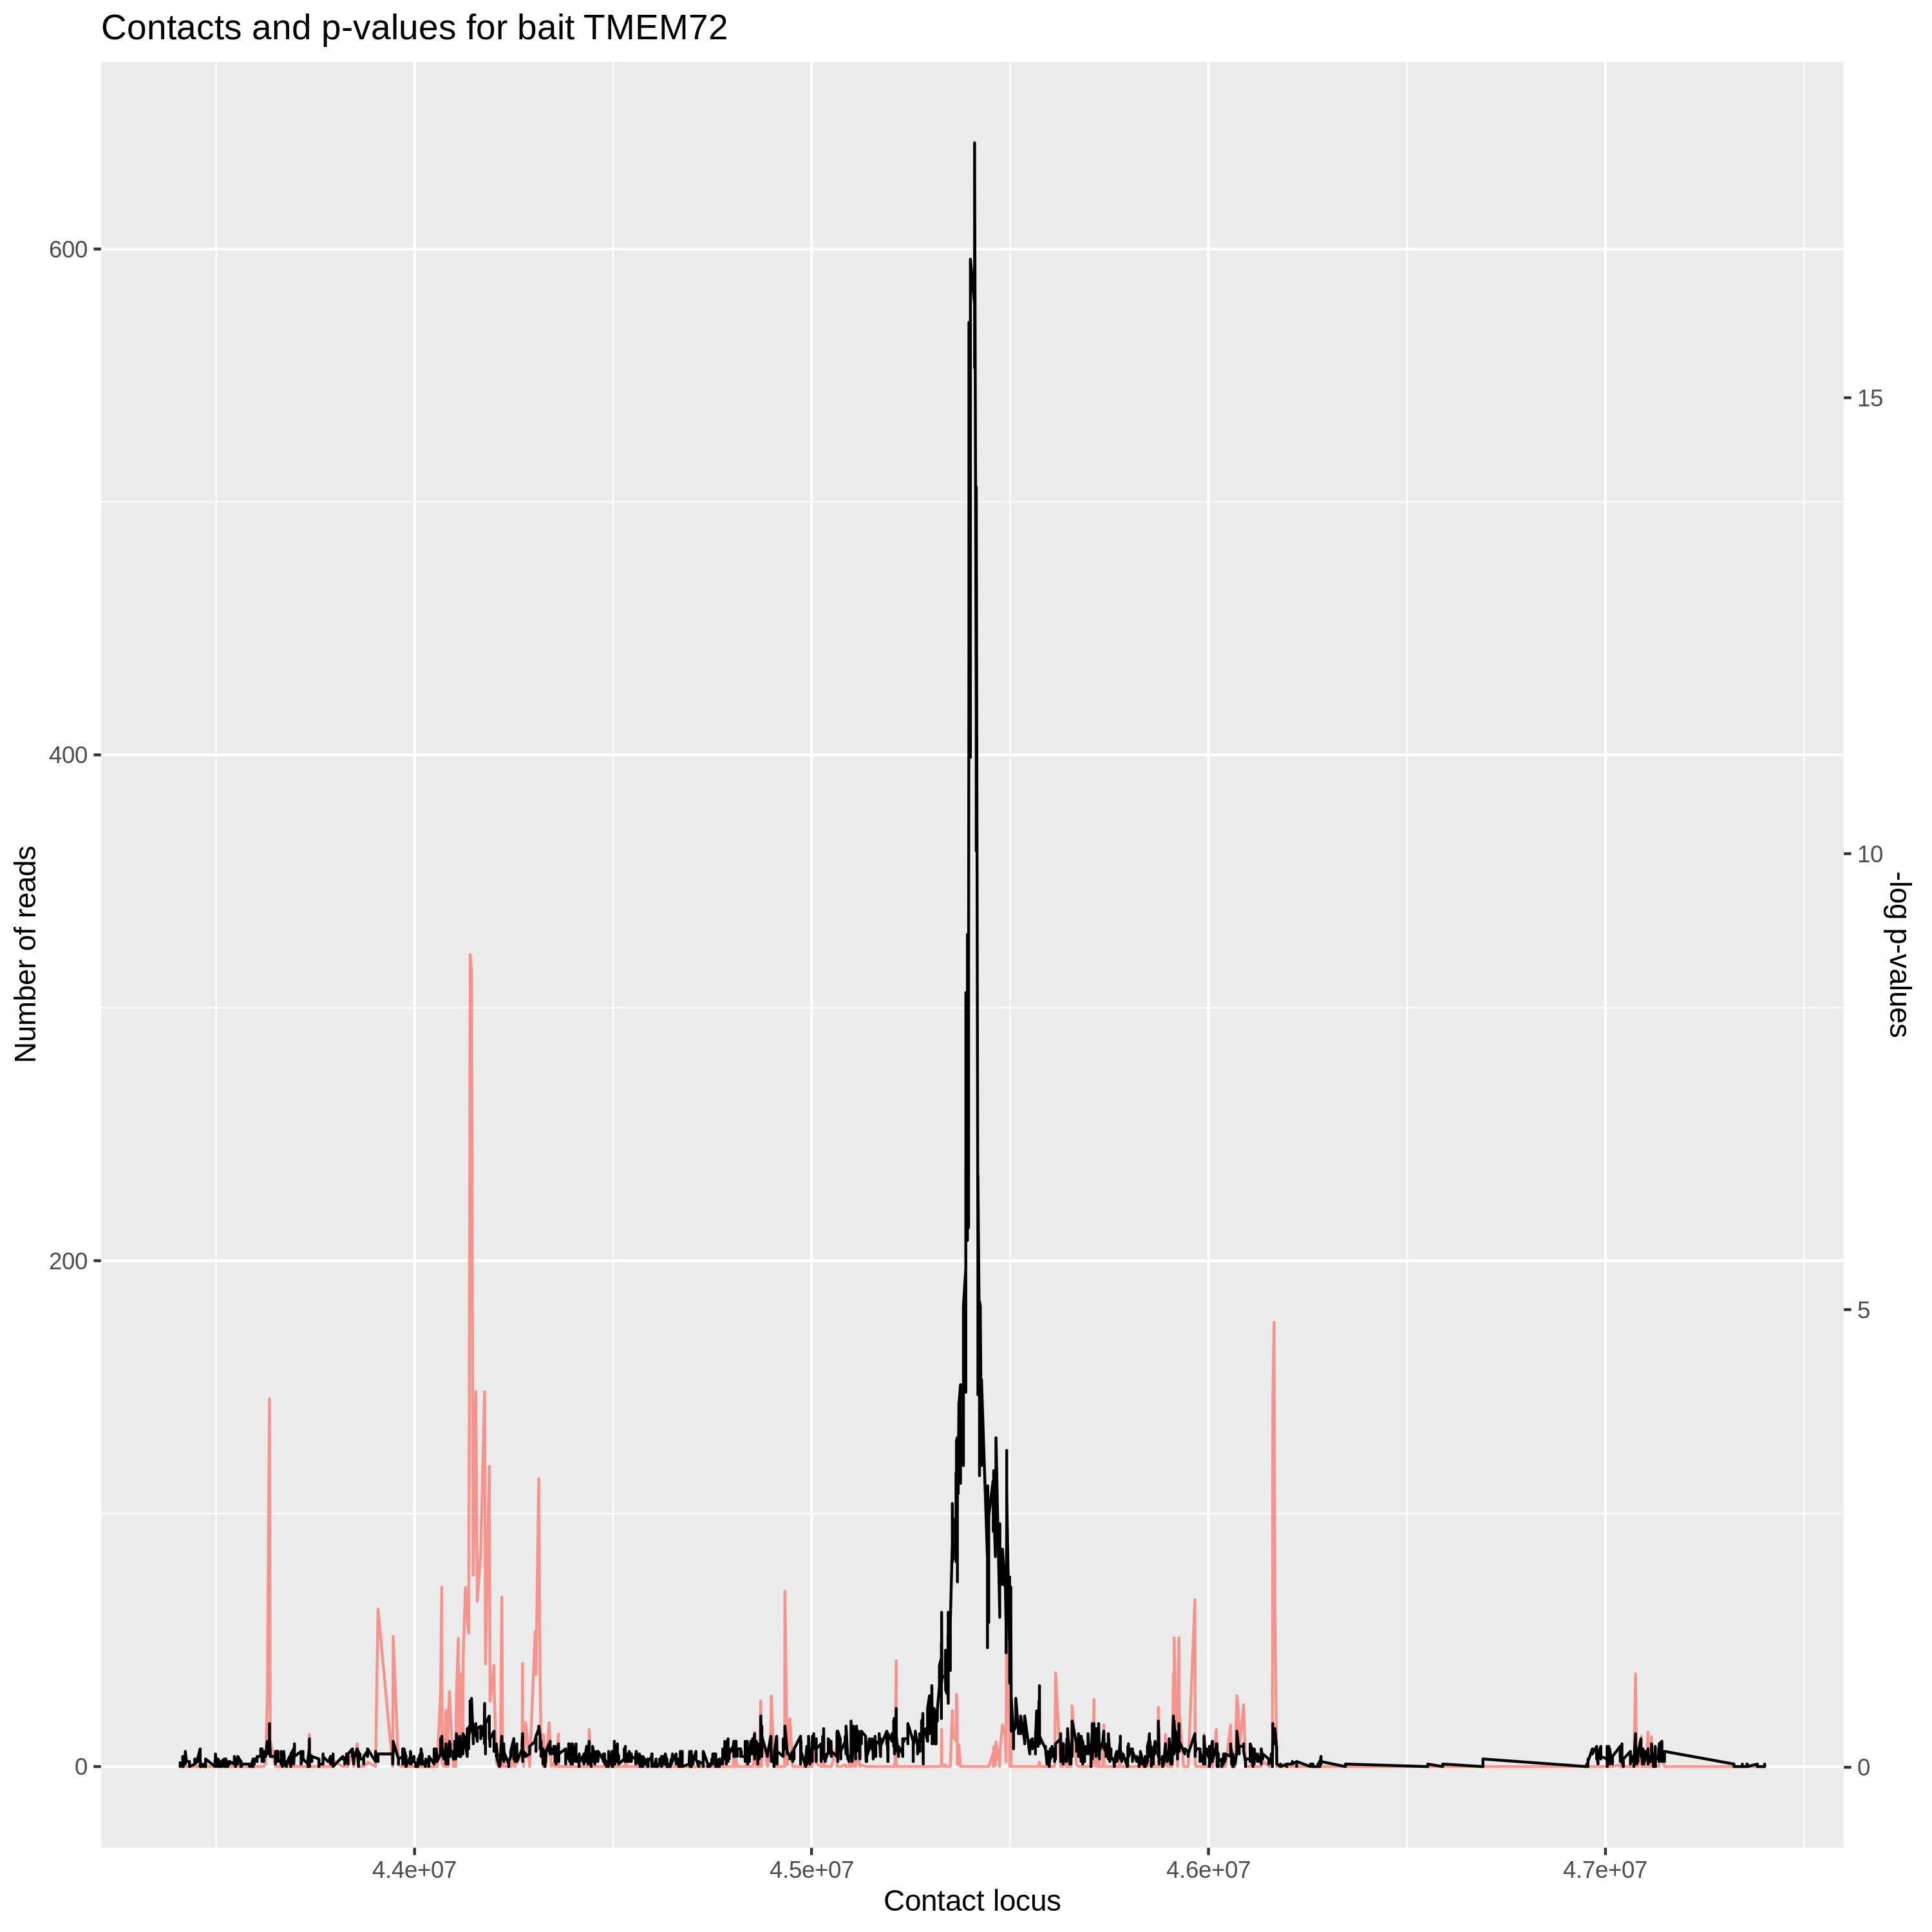 Contacts and p-values for bait TMEM72
Number of reads
600
400
200
0
15
10
5
0
-log p-values
4.4e+07
4.5e+07
4.6e+07
4.7e+07
Contact locus